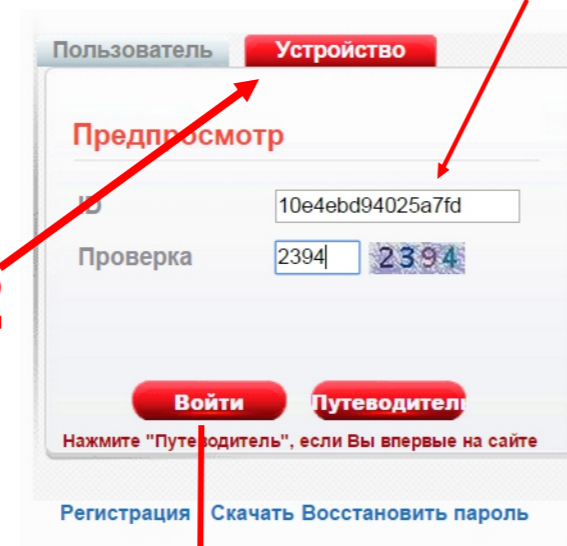 Пользователь Устройство
Предпросмотр
ID 10e4ebd94025a7fd
Проверка 2394 2394
Войти Путеводитель
Нажмите "Путеводитель", если Вы впервые на сайте
Регистрация Скачать Восстановить пароль